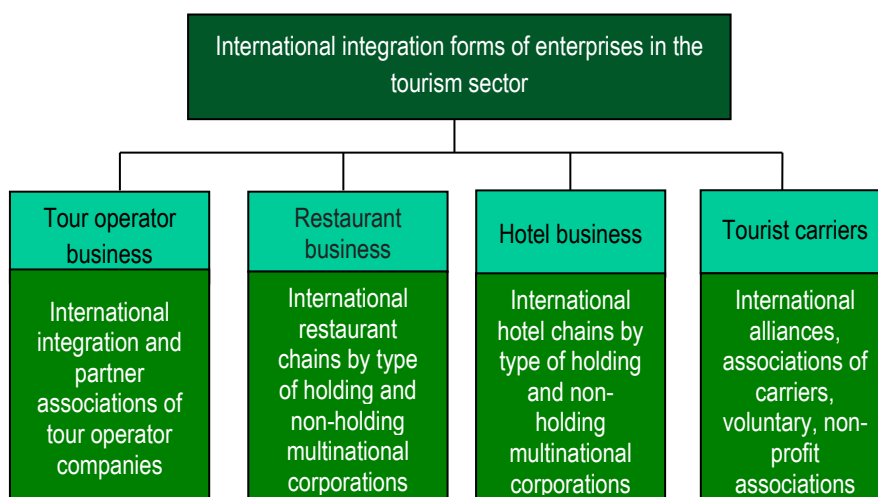 International integration forms of enterprises in the
tourism sector
Tour operator
business
International
integration and
partner
associations of
tour operator
companies
Restaurant
business
International
restaurant
chains by type
of holding and
non-holding
multinational
corporations
Hotel business
International
hotel chains by
type of holding
and non-
holding
multinational
corporations
Tourist carriers
International
alliances,
associations of
carriers,
voluntary, non-
profit
associations